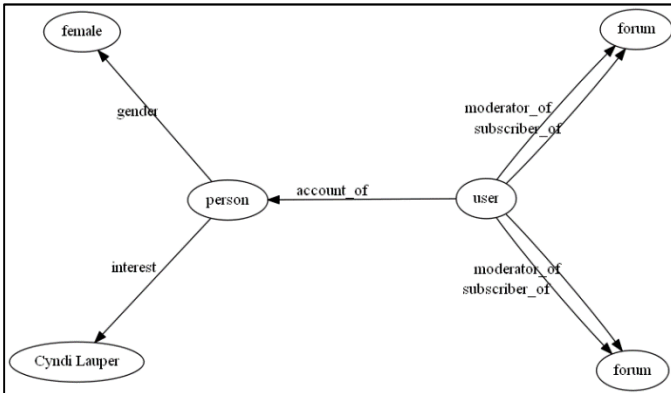 female
forum
gender
moderator_of
subscriber_of
person
account_of
user
interest
moderator_of
subscriber_of
Cyndi Lauper
forum